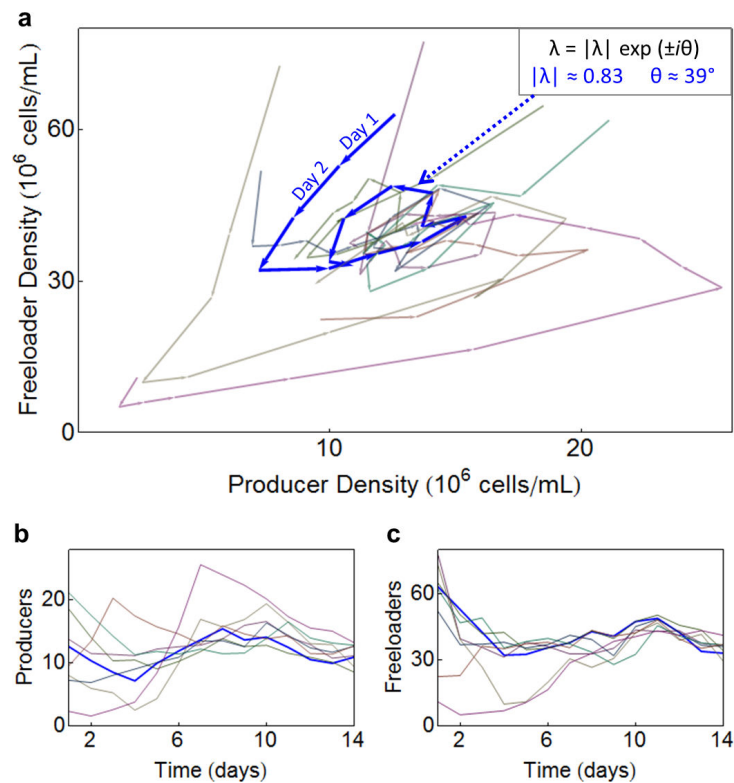 a
λ = |λ| exp (±iθ)
|λ| ≈ 0.83 θ ≈ 39°
Day 1
Day 2
Freeloader Density (10⁶ cells/mL)
60
30
0
10
20
Producer Density (10⁶ cells/mL)
b
Producers
20
10
0
2
6
10
14
Time (days)
c
Freeloaders
60
30
0
2
6
10
14
Time (days)